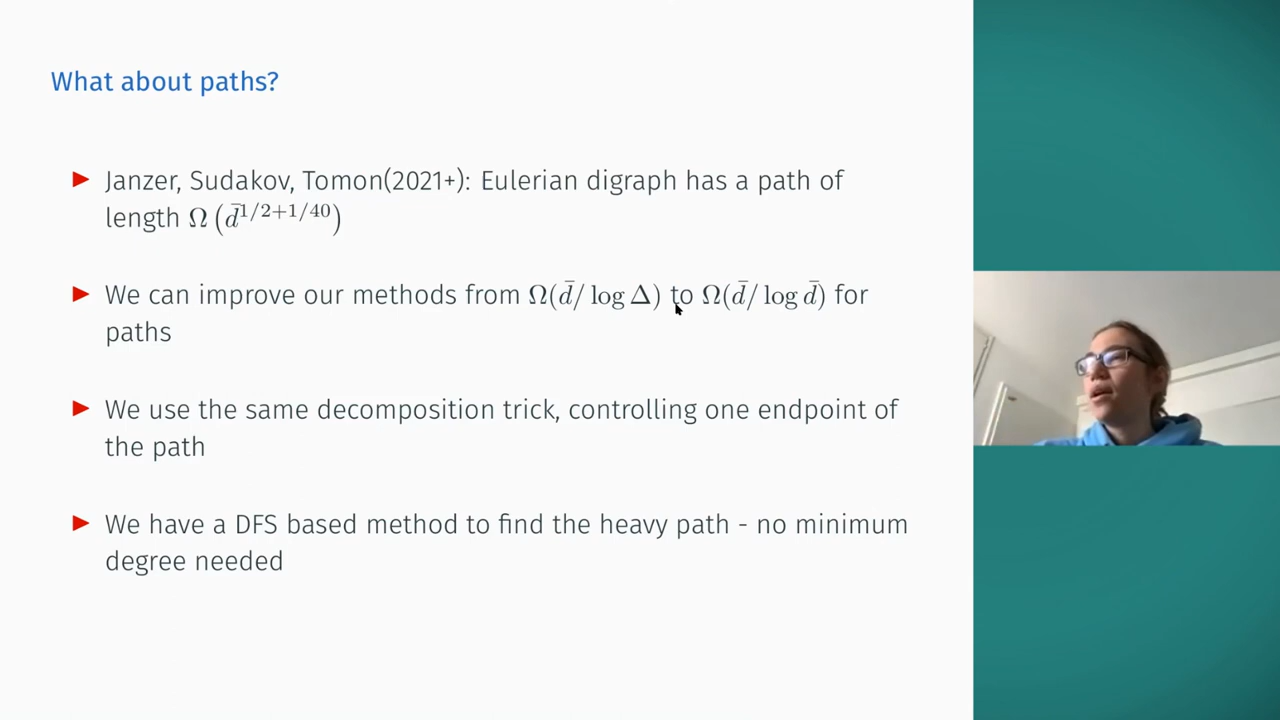 What about paths?
▶ Janzer, Sudakov, Tomon(2021+): Eulerian digraph has a path of
length Ω(d̄^{1/2+1/40})
▶ We can improve our methods from Ω(d̄/ log Δ) to Ω(d̄/ log d̄) for
paths
▶ We use the same decomposition trick, controlling one endpoint of
the path
▶ We have a DFS based method to find the heavy path - no minimum
degree needed